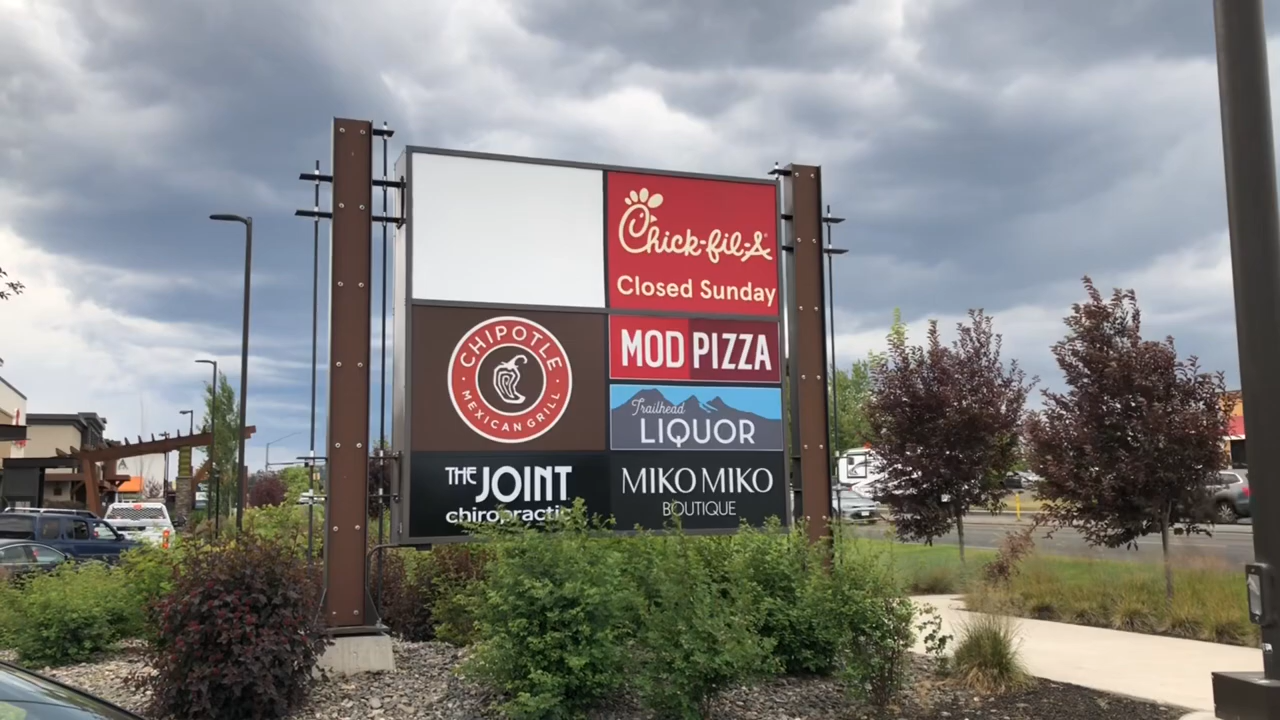 Chick-fil-A
Closed Sunday
CHIPOTLE
MEXICAN GRILL
MOD PIZZA
Trailhead
LIQUOR
THE JOINT
chiropractic
MIKO MIKO
BOUTIQUE